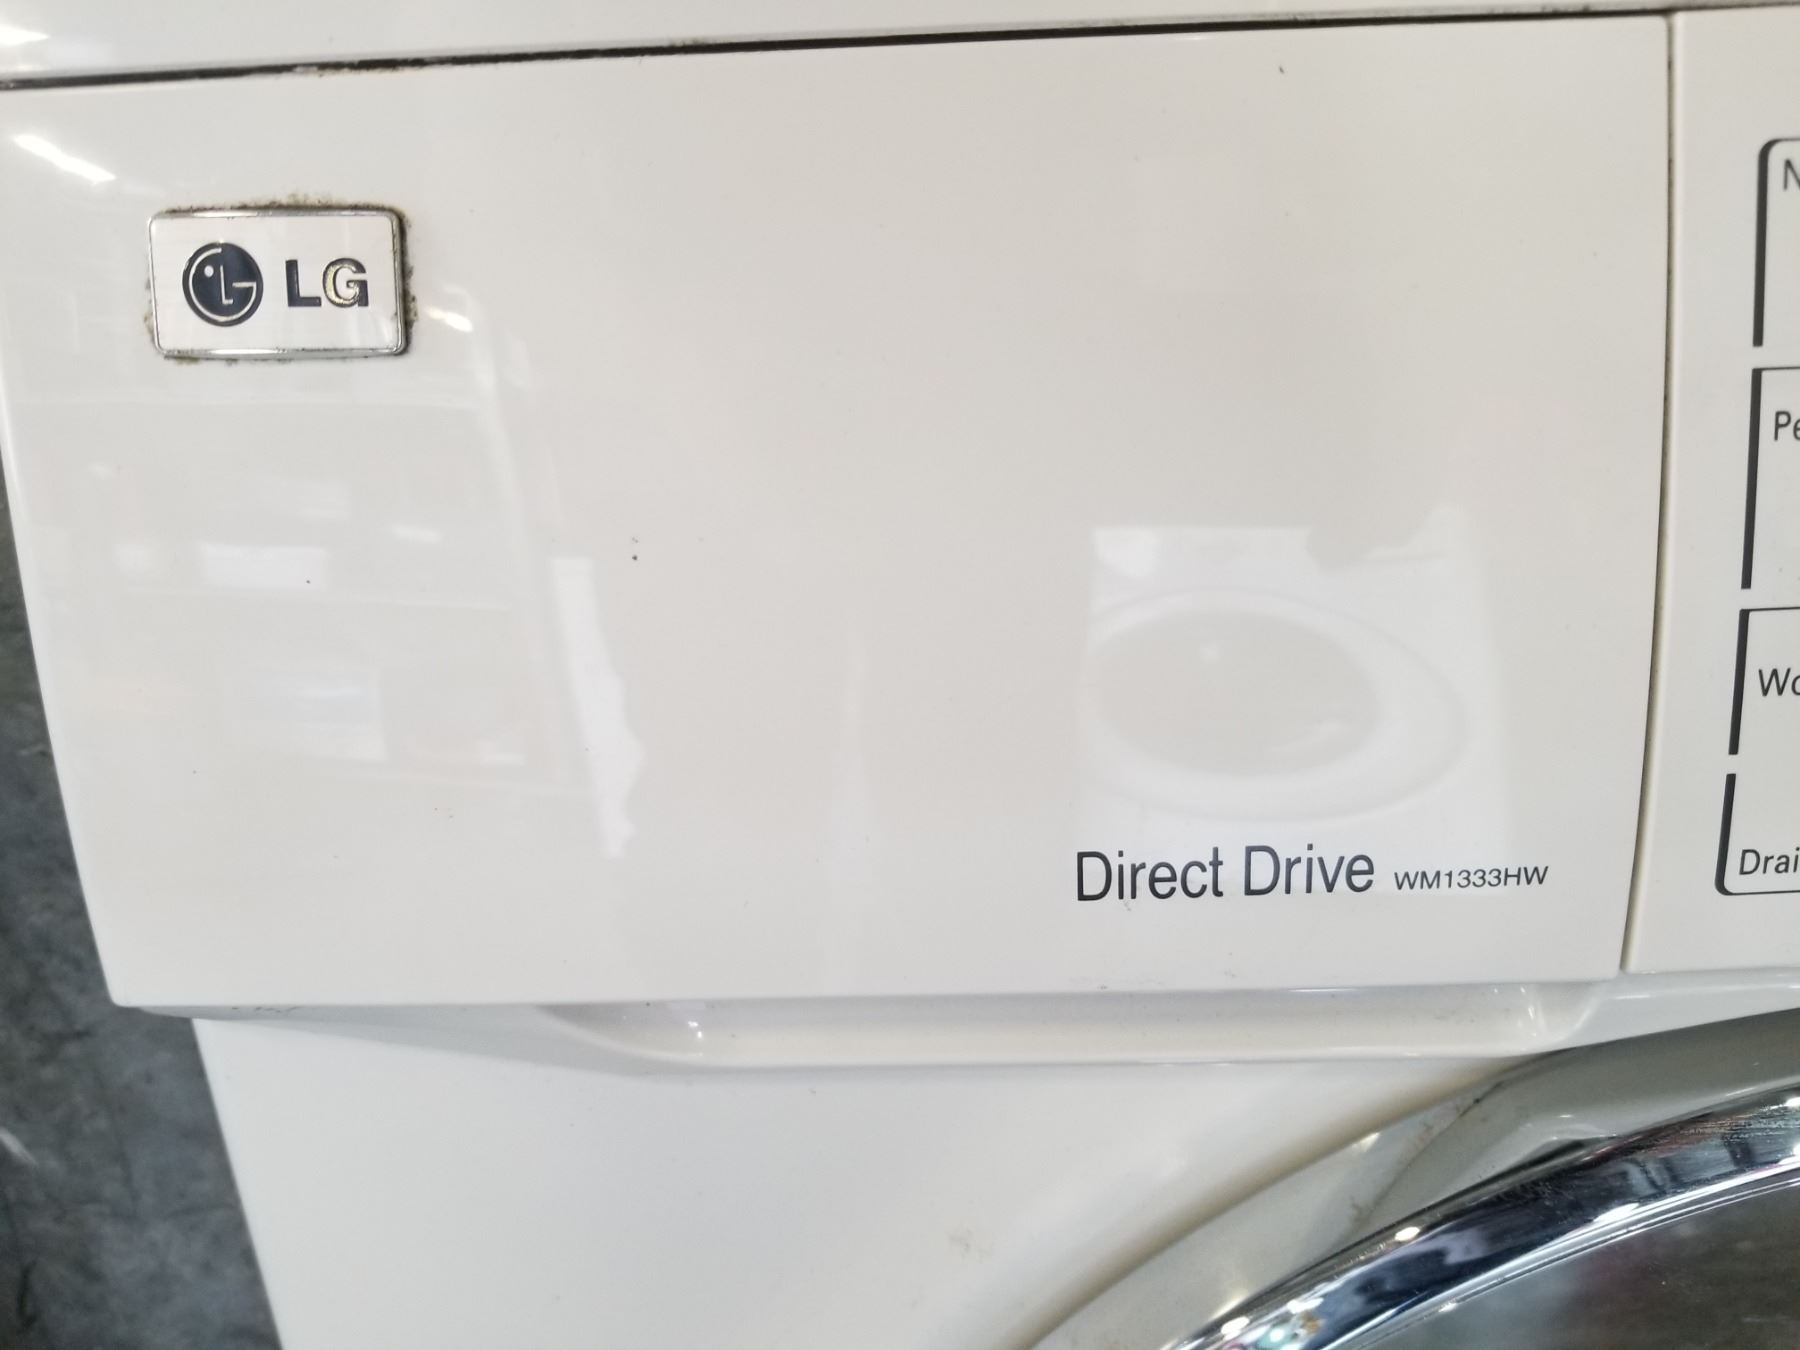 LG
Direct Drive WM1333HW